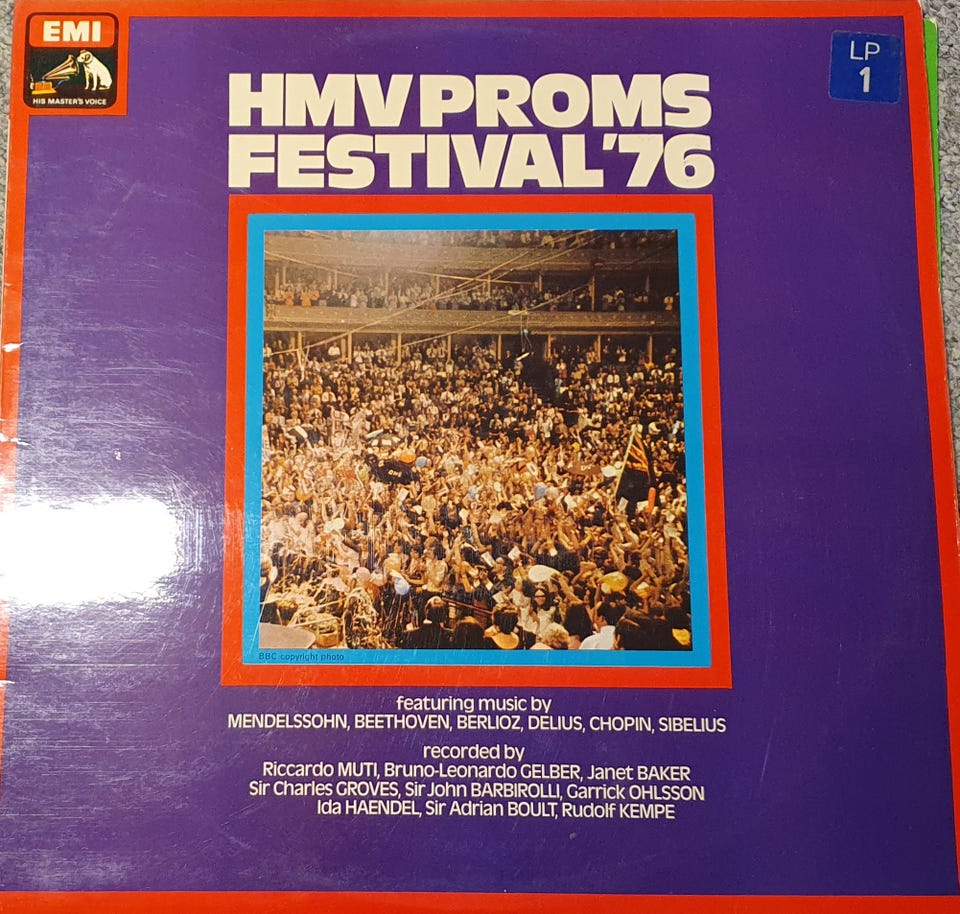 EMI
HIS MASTER'S VOICE
LP
1
HMV PROMS
FESTIVAL '76
EMI
BBC copyright photo
featuring music by
MENDELSSOHN, BEETHOVEN, BERLIOZ, DELIUS, CHOPIN, SIBELIUS
recorded by
Riccardo MUTI, Bruno-Leonardo GELBER, Janet BAKER
Sir Charles GROVES, Sir John BARBIROLLI, Garrick OHLSSON
Ida HAENDEL, Sir Adrian BOULT, Rudolf KEMPE